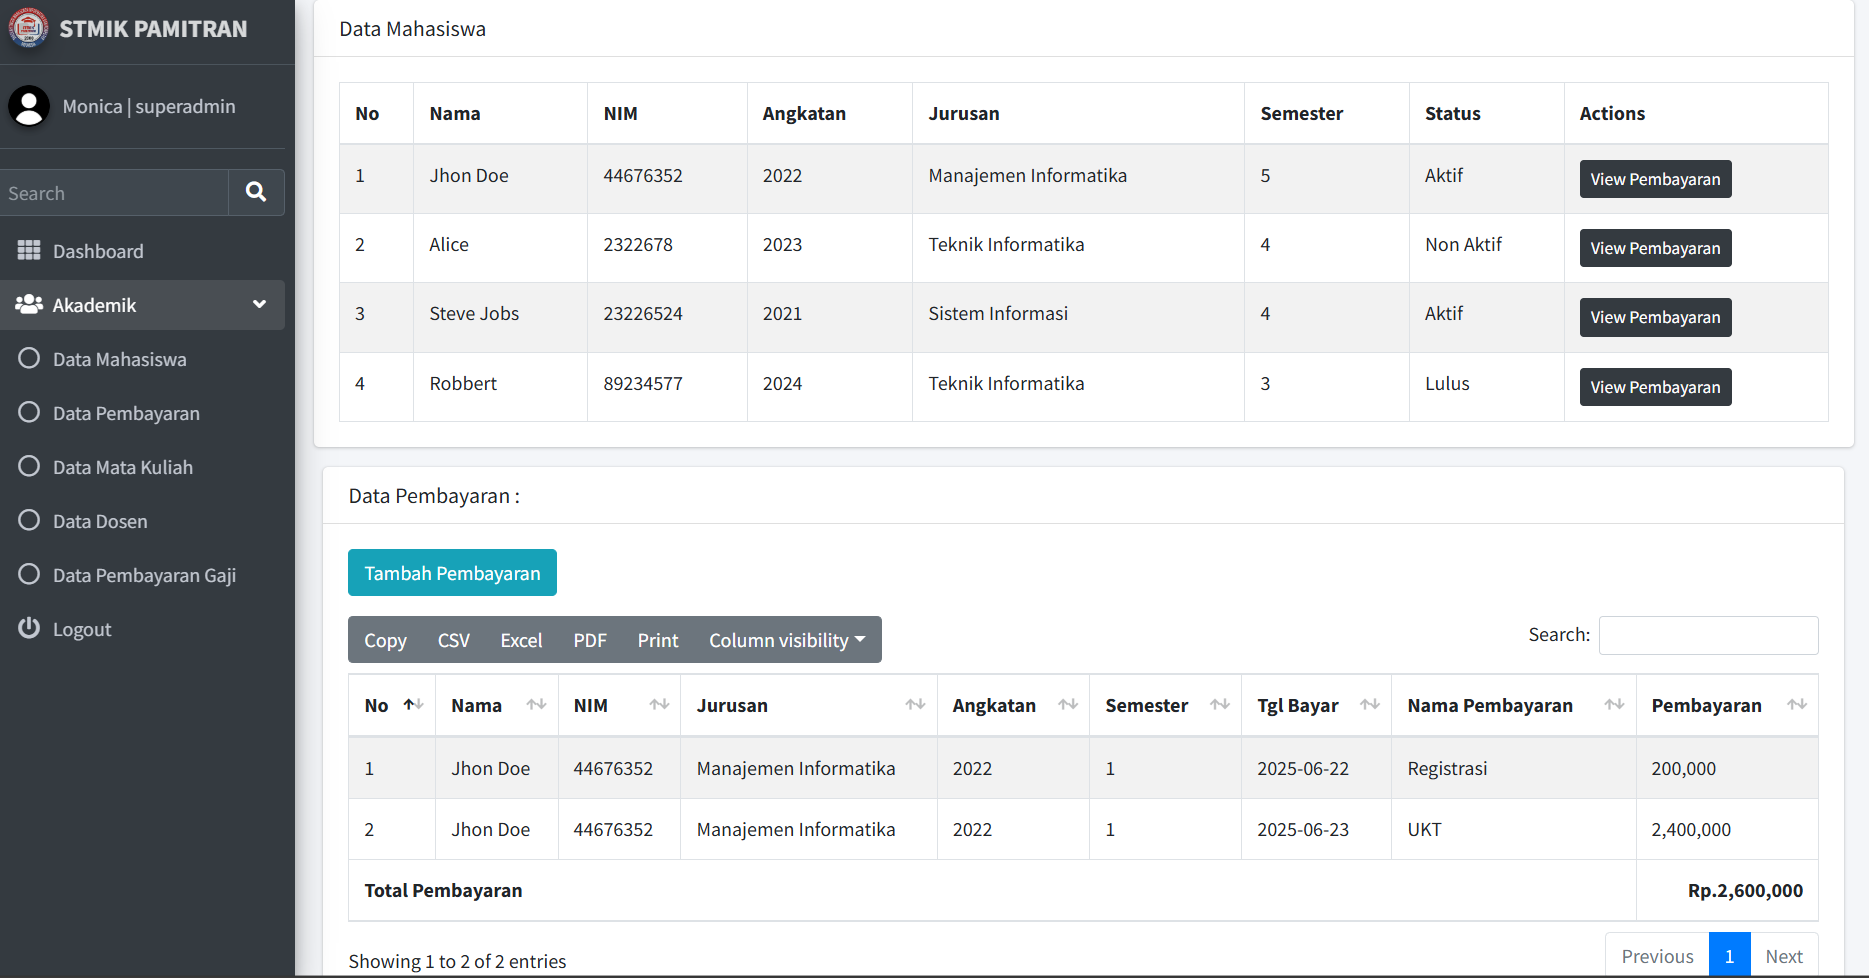 STMIK PAMITRAN
Monica | superadmin
Search
Dashboard
Akademik
Data Mahasiswa
Data Pembayaran
Data Mata Kuliah
Data Dosen
Data Pembayaran Gaji
Logout
Data Mahasiswa
No Nama NIM Angkatan Jurusan Semester Status Actions
1 Jhon Doe 44676352 2022 Manajemen Informatika 5 Aktif View Pembayaran
2 Alice 2322678 2023 Teknik Informatika 4 Non Aktif View Pembayaran
3 Steve Jobs 23226524 2021 Sistem Informasi 4 Aktif View Pembayaran
4 Robbert 89234577 2024 Teknik Informatika 3 Lulus View Pembayaran
Data Pembayaran :
Tambah Pembayaran
Copy CSV Excel PDF Print Column visibility
Search:
No Nama NIM Jurusan Angkatan Semester Tgl Bayar Nama Pembayaran Pembayaran
1 Jhon Doe 44676352 Manajemen Informatika 2022 1 2025-06-22 Registrasi 200,000
2 Jhon Doe 44676352 Manajemen Informatika 2022 1 2025-06-23 UKT 2,400,000
Total Pembayaran Rp.2,600,000
Showing 1 to 2 of 2 entries
Previous 1 Next